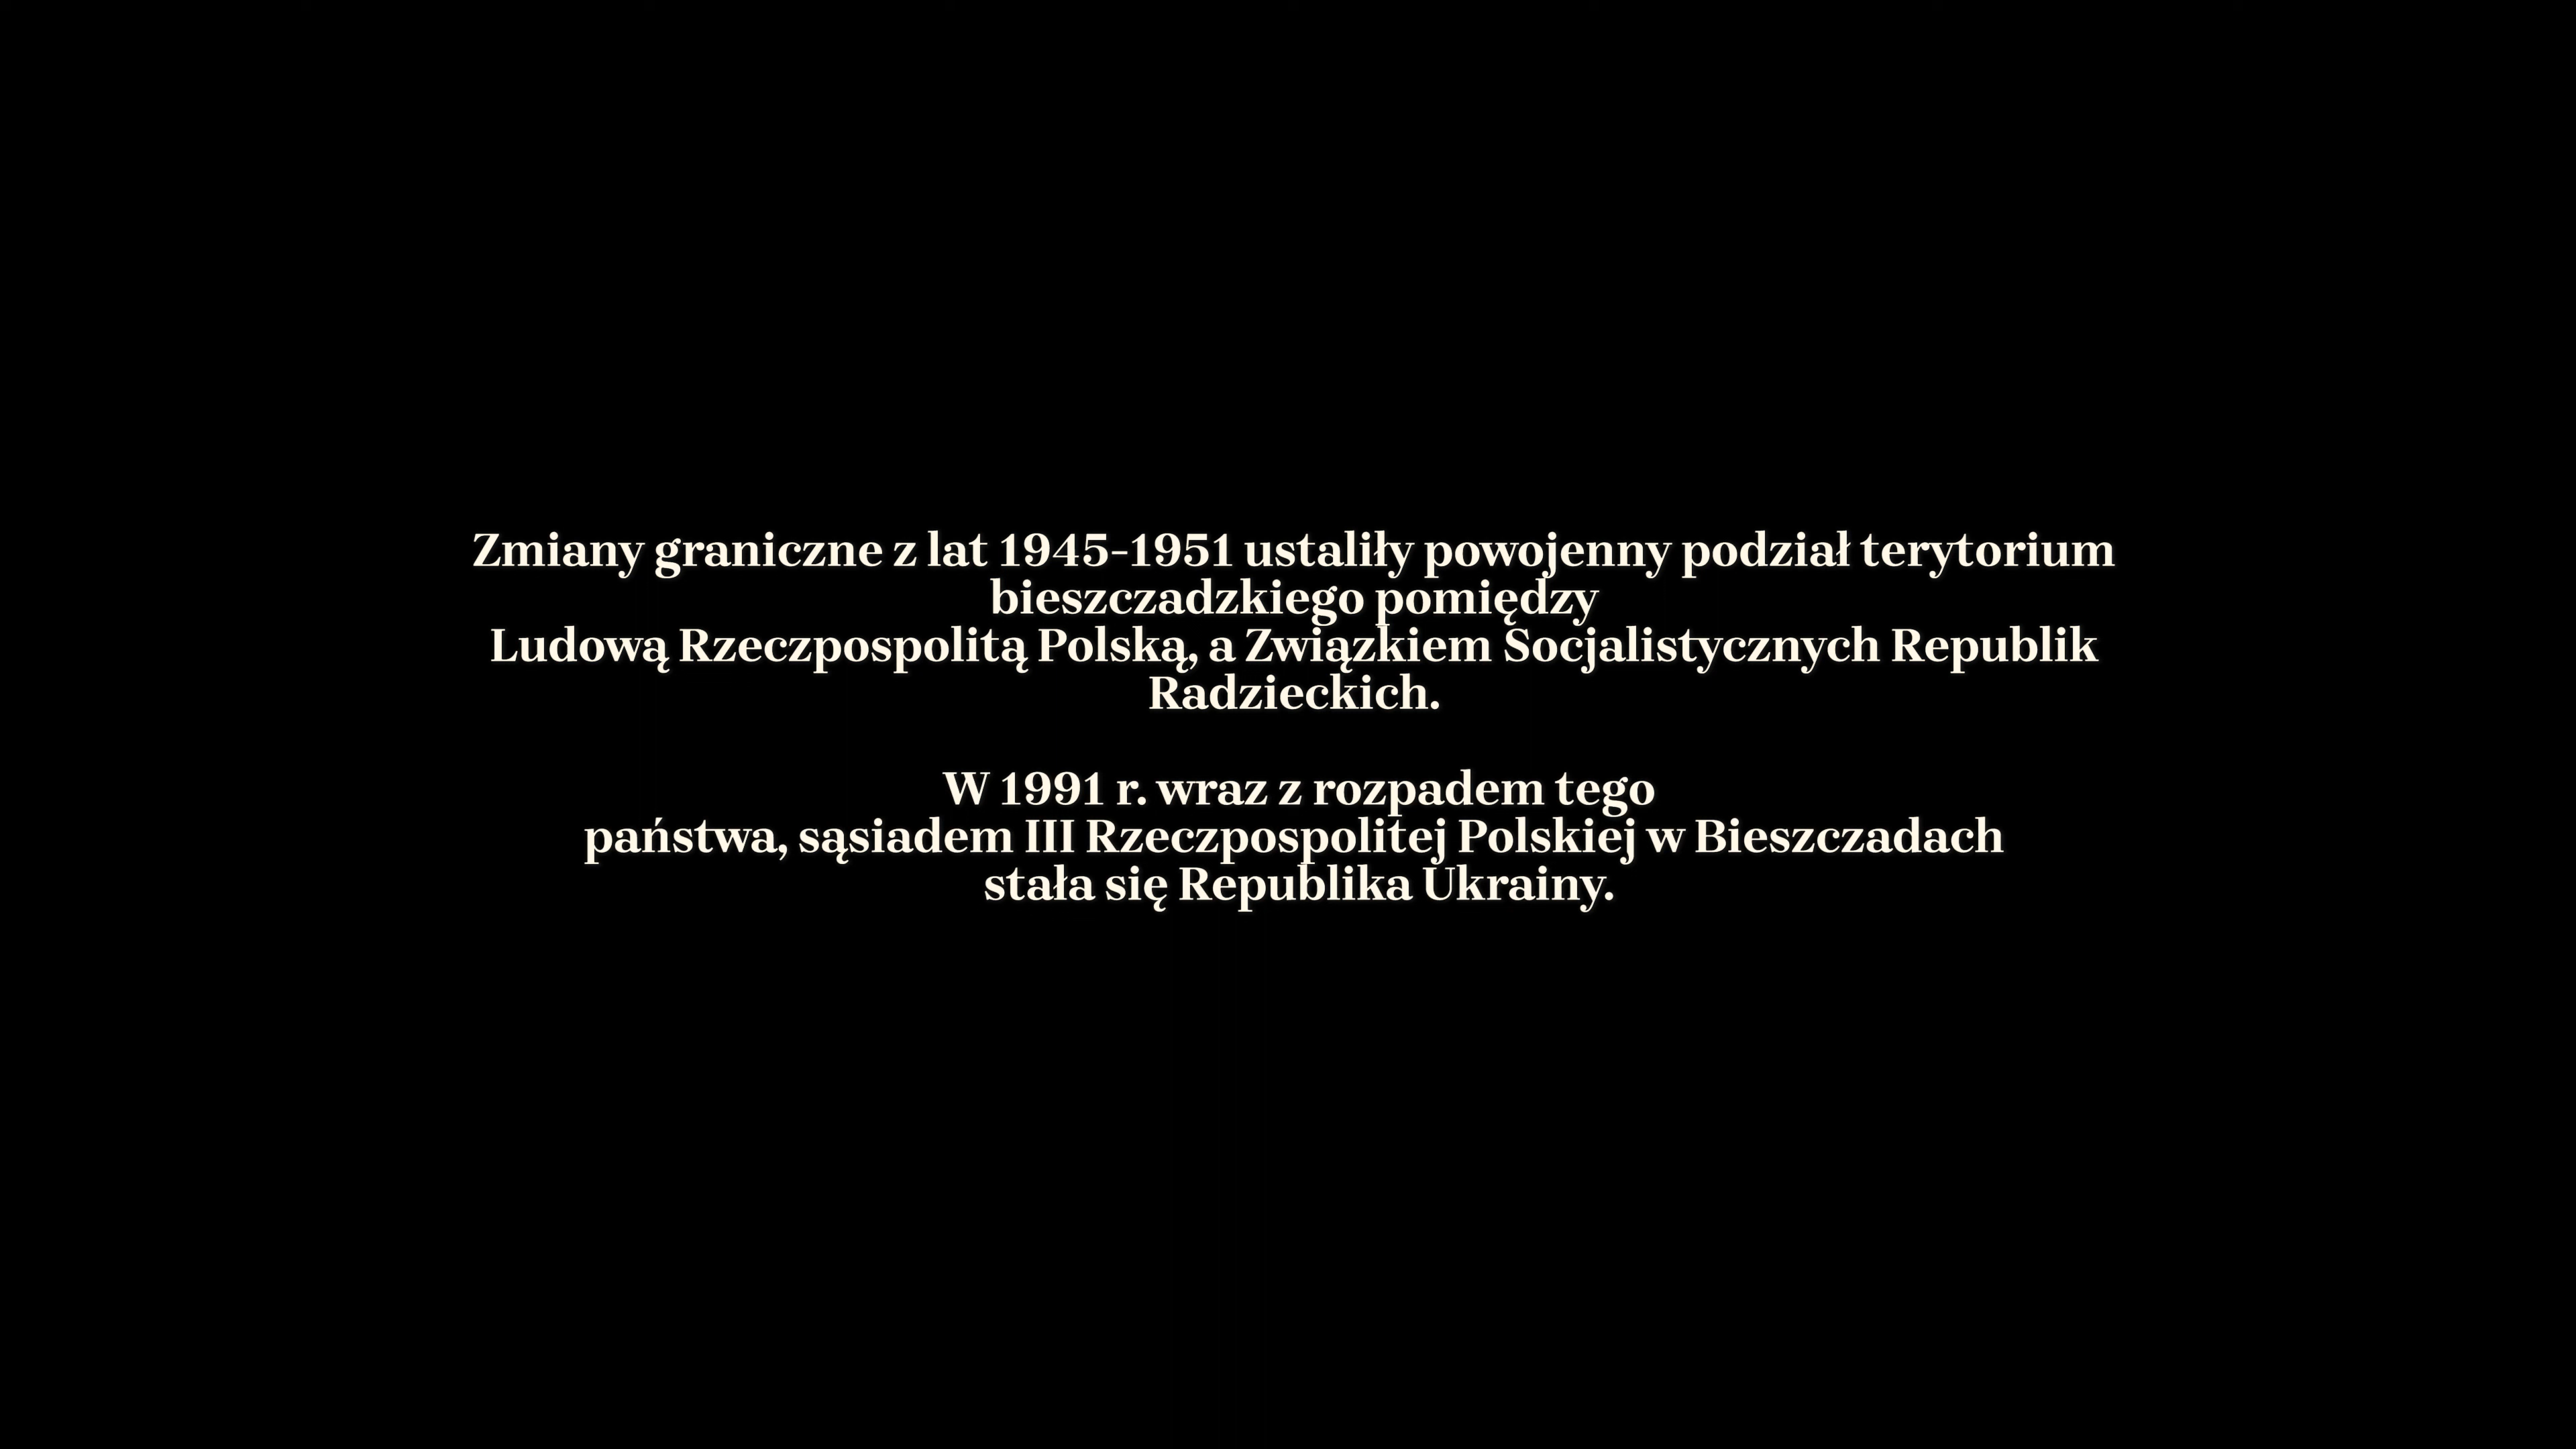 Zmiany graniczne z lat 1945-1951 ustaliły powojenny podział terytorium
bieszczadzkiego pomiędzy
Ludową Rzeczpospolitą Polską, a Związkiem Socjalistycznych Republik
Radzieckich.
W 1991 r. wraz z rozpadem tego
państwa, sąsiadem III Rzeczpospolitej Polskiej w Bieszczadach
stała się Republika Ukrainy.